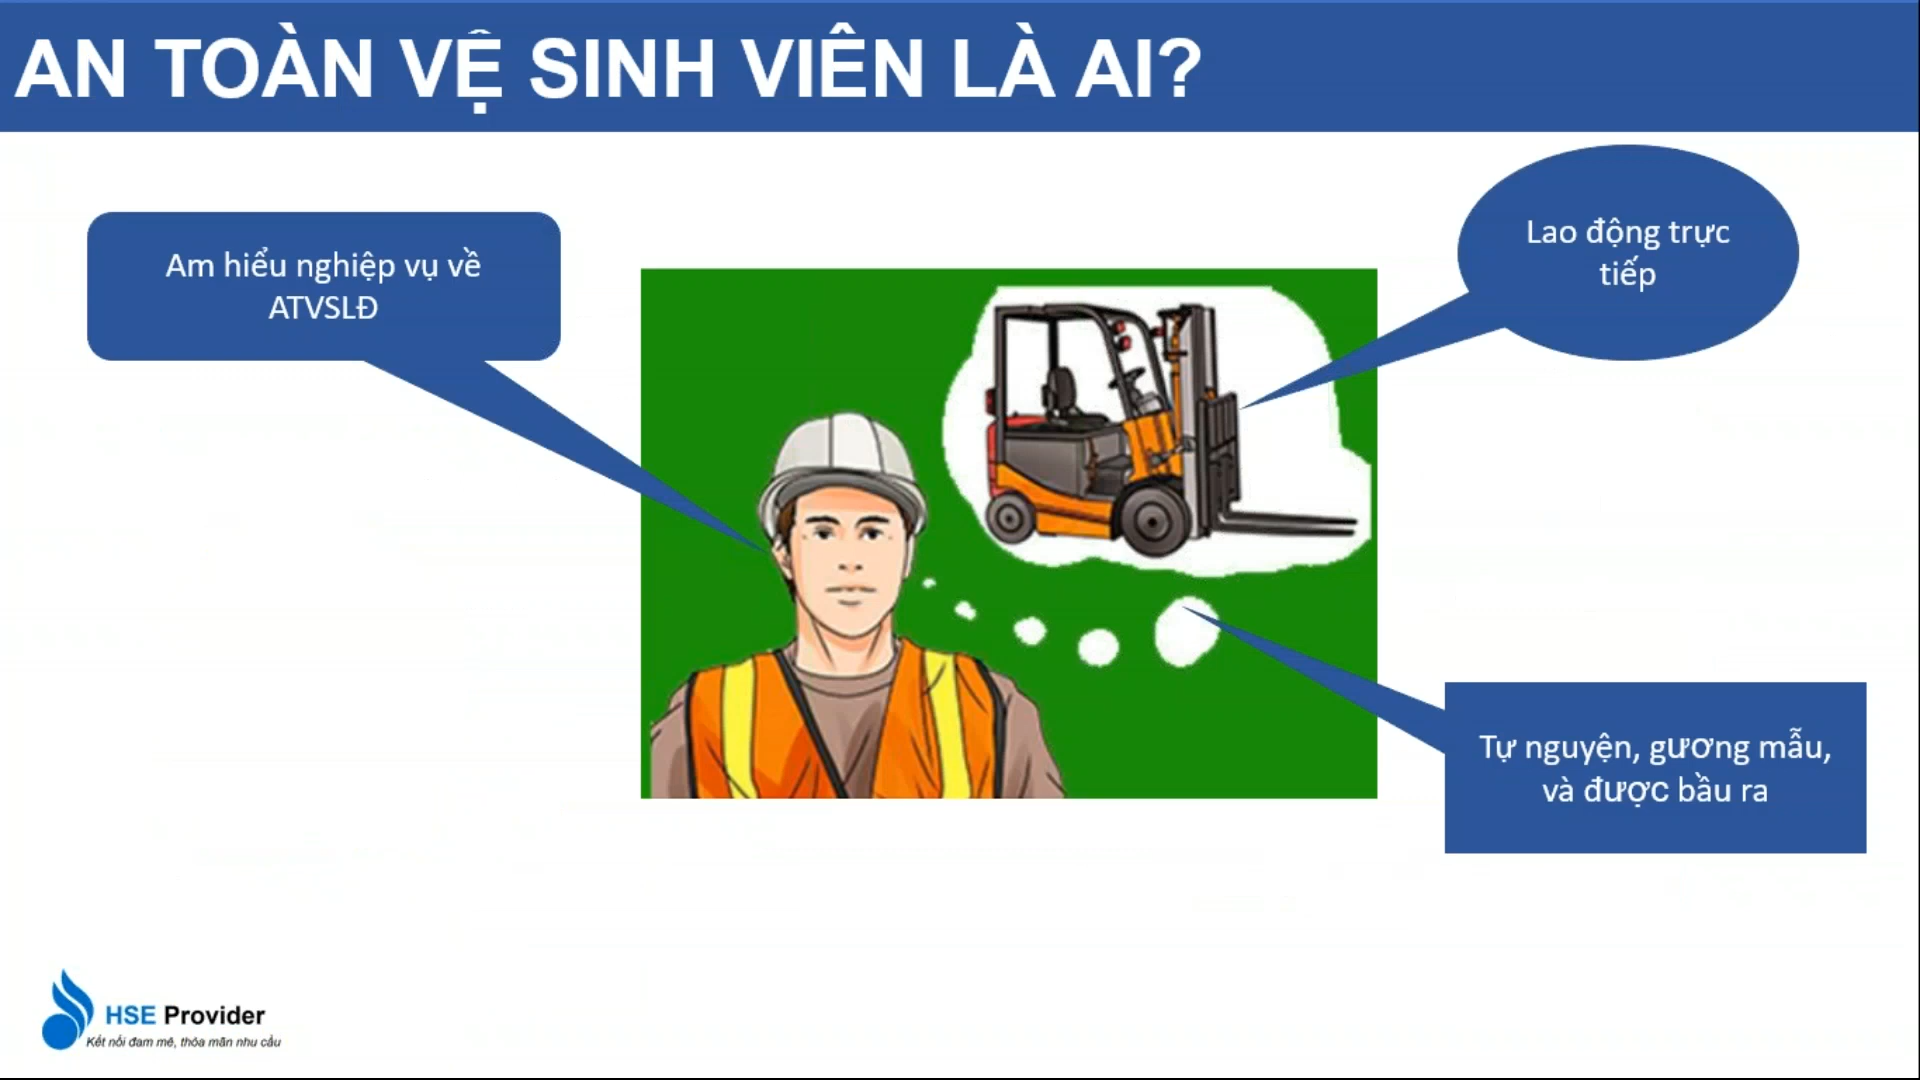 AN TOÀN VỆ SINH VIÊN LÀ AI?
Am hiểu nghiệp vụ về
ATVSLĐ
Lao động trực
tiếp
Tự nguyện, gương mẫu,
và được bầu ra
HSE Provider
Kết nối đam mê, thỏa mãn nhu cầu